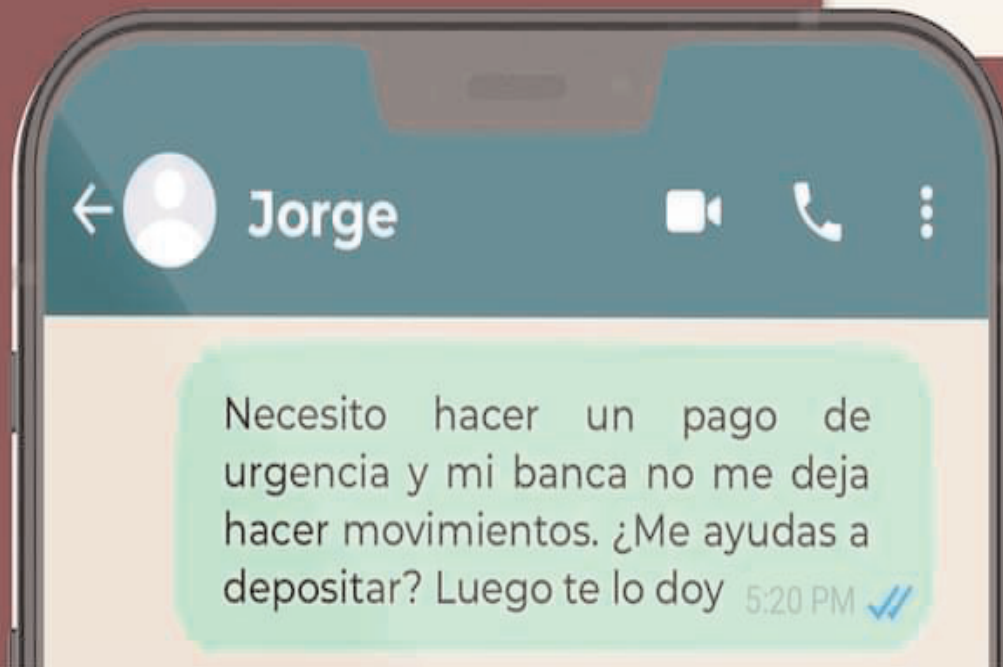 Jorge
Necesito hacer un pago de
urgencia y mi banca no me deja
hacer movimientos. ¿Me ayudas a
depositar? Luego te lo doy 5:20 PM